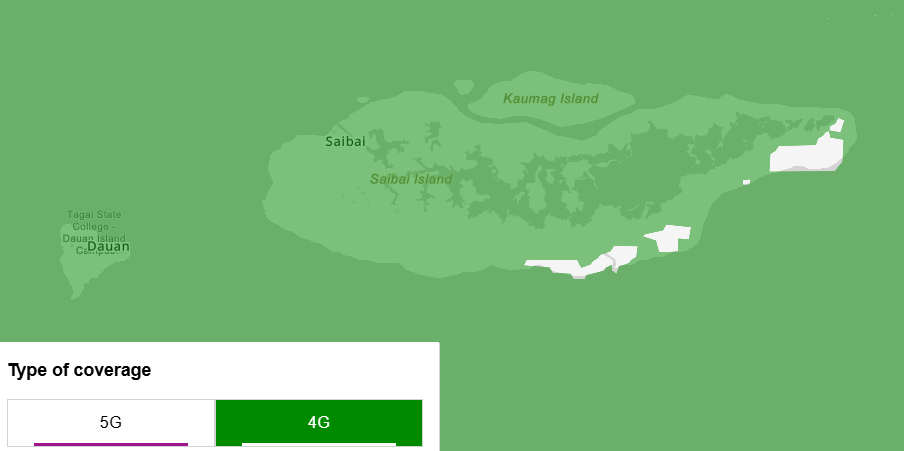 Kaumag Island
Saibai
Saibai Island
Tagai State
College -
Dauan Island
Campus
Dauan
Type of coverage
5G
4G